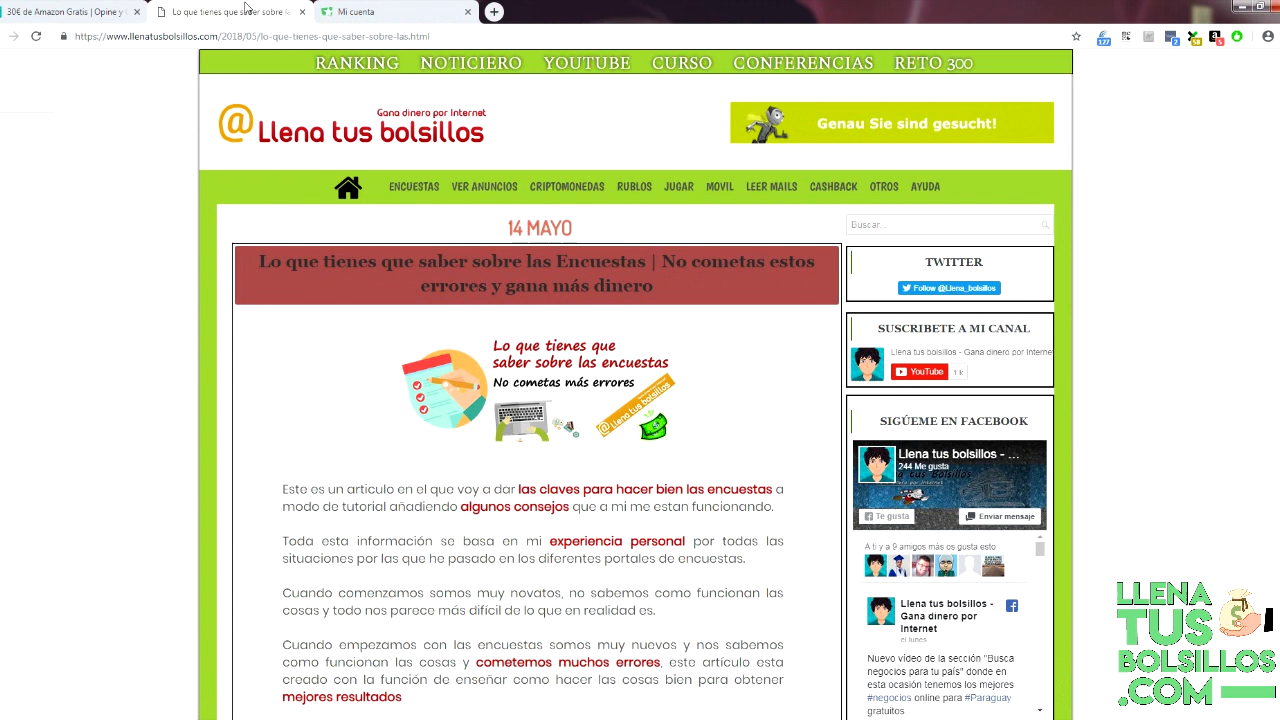 30€ de Amazon Gratis | Opine y
Lo que tienes que saber sobre la
Mi cuenta
https://www.llenatusbolsillos.com/2018/05/lo-que-tienes-que-saber-sobre-las.html
127
2
58
5
RANKING NOTICIERO YOUTUBE CURSO CONFERENCIAS RETO 300
Gana dinero por Internet
@Llena tus bolsillos
Genau Sie sind gesucht!
ENCUESTAS VER ANUNCIOS CRIPTOMONEDAS RUBLOS JUGAR MOVIL LEER MAILS CASHBACK OTROS AYUDA
14 MAYO
Lo que tienes que saber sobre las Encuestas | No cometas estos
errores y gana más dinero
Lo que tienes que
saber sobre las encuestas
No cometas más errores
@Llena tus bolsillos
Este es un articulo en el que voy a dar las claves para hacer bien las encuestas a
modo de tutorial añadiendo algunos consejos que a mi me estan funcionando.
Toda esta información se basa en mi experiencia personal por todas las
situaciones por las que he pasado en los diferentes portales de encuestas.
Cuando comenzamos somos muy novatos, no sabemos como funcionan las
cosas y todo nos parece más difícil de lo que en realidad es.
Cuando empezamos con las encuestas somos muy nuevos y no sabemos
como funcionan las cosas y cometemos muchos errores, este artículo esta
creado con la función de enseñar como hacer las cosas bien para obtener
mejores resultados
Buscar...
TWITTER
Follow @Llena_bolsillos
SUSCRIBETE A MI CANAL
Llena tus bolsillos - Gana dinero por Internet
YouTube 1 k
SIGÚEME EN FACEBOOK
Llena tus bolsillos - ...
244 Me gusta
Te gusta
Enviar mensaje
A ti y a 9 amigos más os gusta esto
Llena tus bolsillos -
Gana dinero por
Internet
el lunes
Nuevo vídeo de la sección "Busca
negocios para tu país" donde en
esta ocasión tenemos los mejores
#negocios online para #Paraguay
gratuitos
LLENA
TUS
BOLSILLOS
.COM